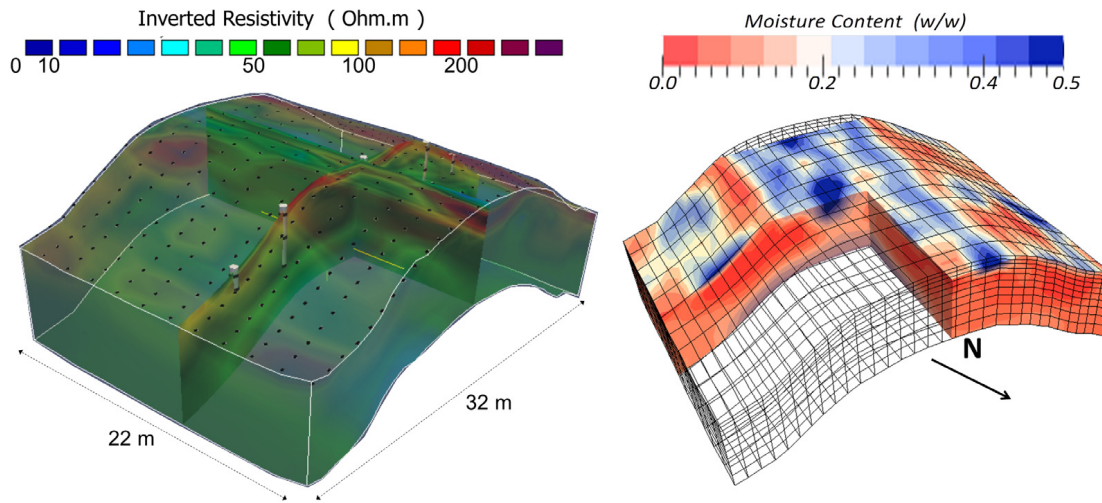 Inverted Resistivity ( Ohm.m )
0 10 50 100 200
22 m
32 m
Moisture Content (w/w)
0.0 0.2 0.4 0.5
N